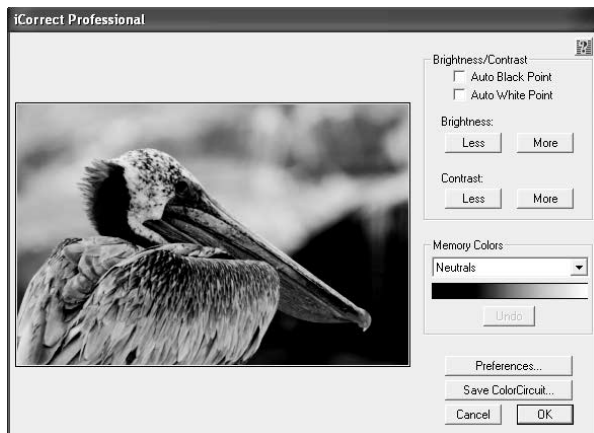 iCorrect Professional
Brightness/Contrast
Auto Black Point
Auto White Point
Brightness:
Less More
Contrast:
Less More
Memory Colors
Neutrals
Undo
Preferences...
Save ColorCircuit...
Cancel OK